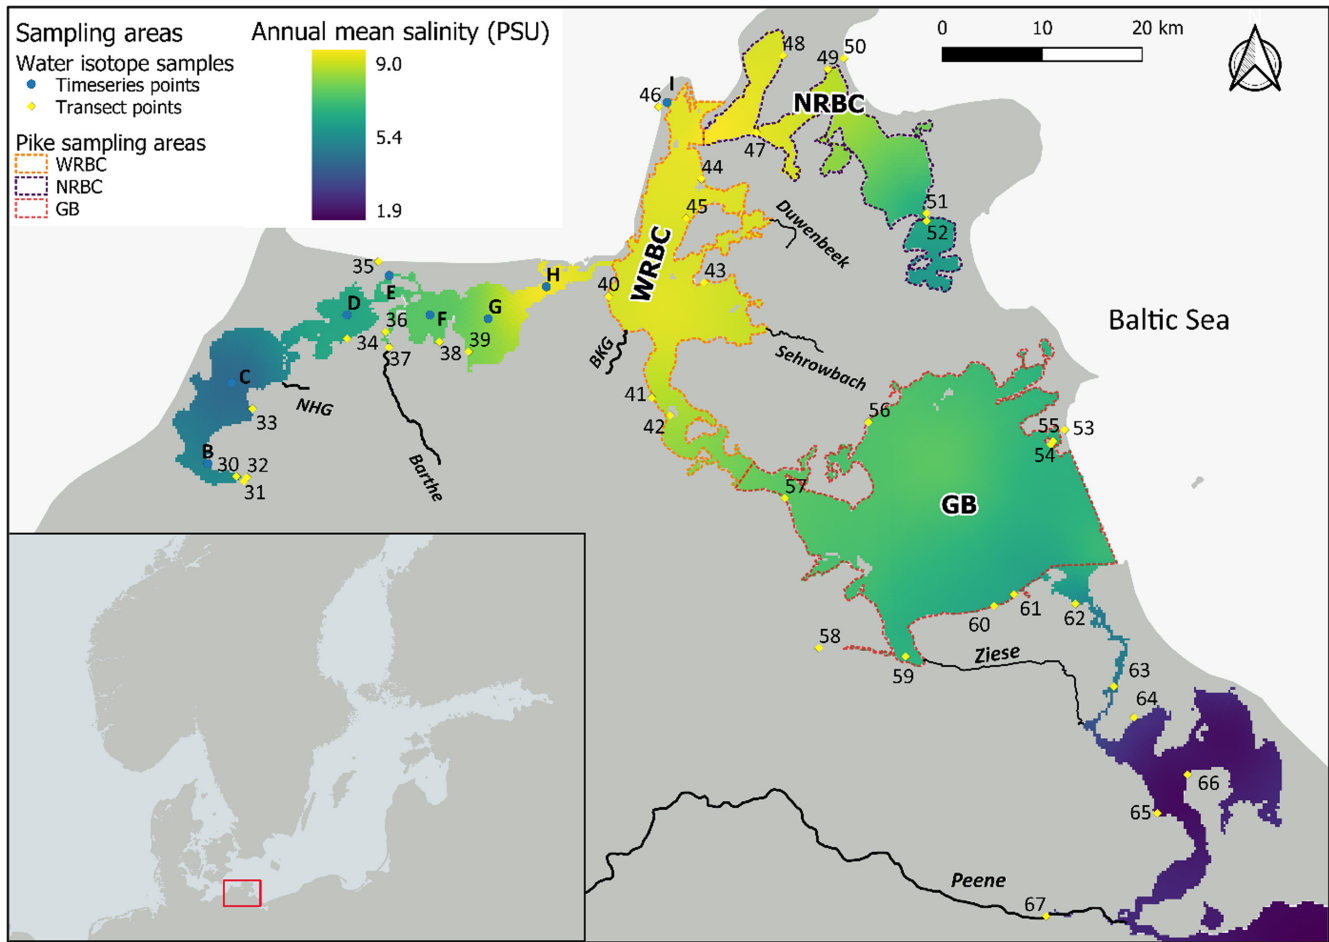 Sampling areas
Water isotope samples
Timeseries points
Transect points
Pike sampling areas
WRBC
NRBC
GB
Annual mean salinity (PSU)
9.0
5.4
1.9
0 10 20 km
N
48
49
50
I
46
NRBC
47
44
45
51
52
Duwenbeek
WRBC
35
E
H
40
43
D
F
G
36
34
37
38
39
BKG
Sehrowbach
Baltic Sea
C
NHG
33
41
42
56
55
53
54
Barthe
B
30
32
31
57
GB
58
59
60
61
62
Ziese
63
64
66
65
Peene
67